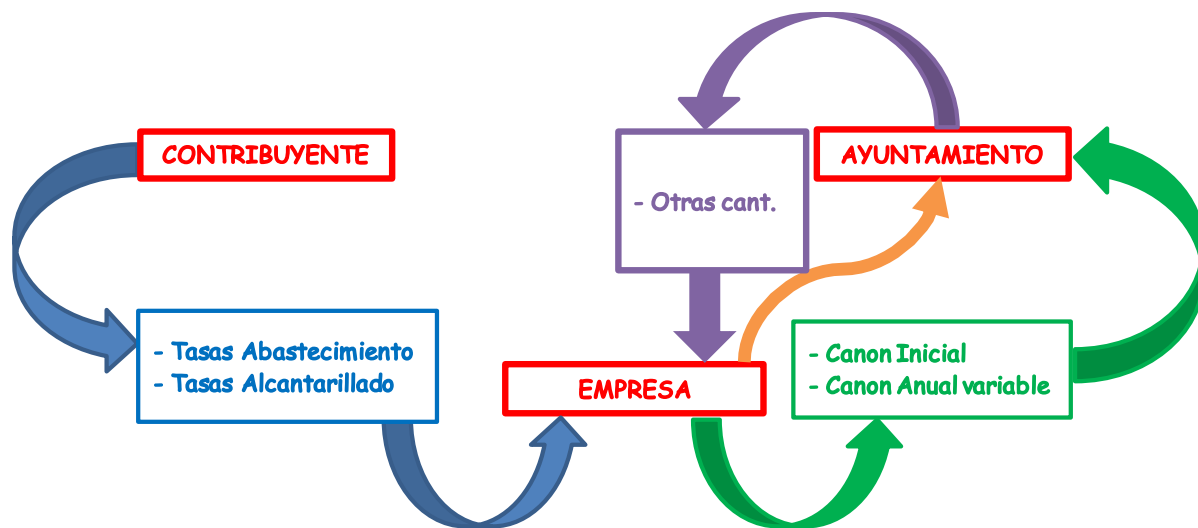 CONTRIBUYENTE
AYUNTAMIENTO
- Otras cant.
- Tasas Abastecimiento
- Tasas Alcantarillado
EMPRESA
- Canon Inicial
- Canon Anual variable